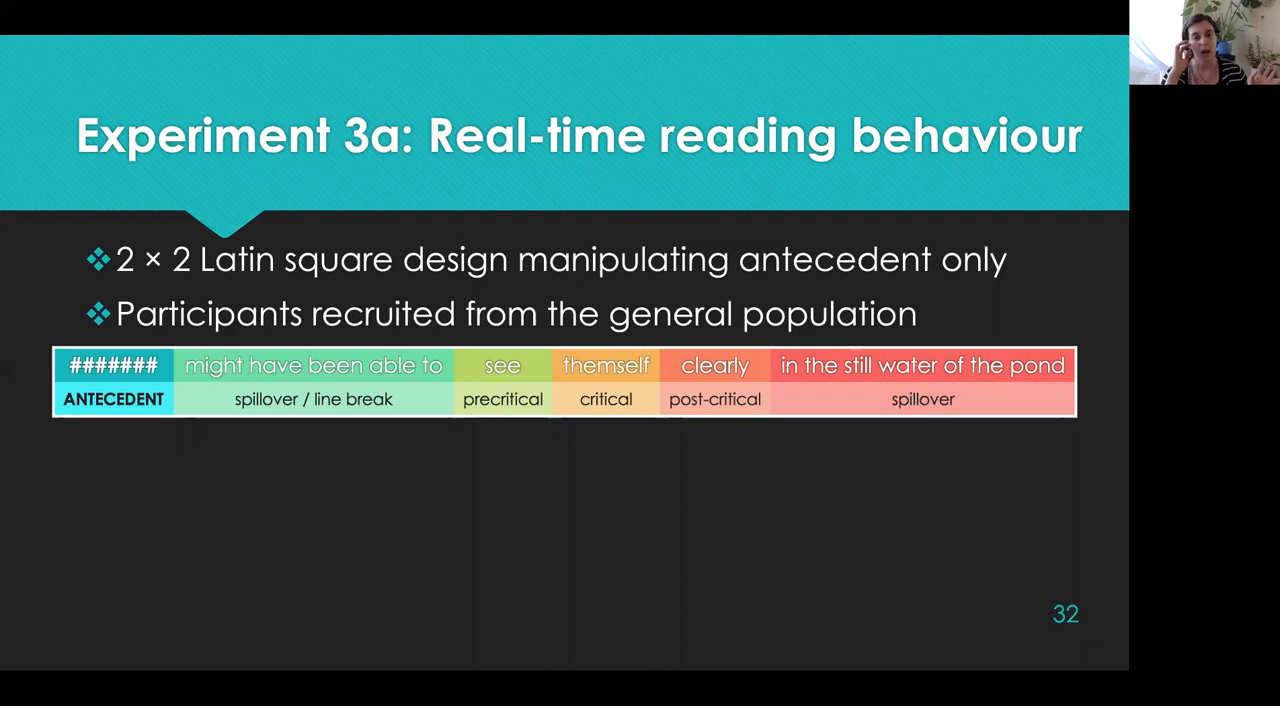 Experiment 3a: Real-time reading behaviour
2 × 2 Latin square design manipulating antecedent only
Participants recruited from the general population
####### might have been able to see themself clearly in the still water of the pond
ANTECEDENT spillover / line break precritical critical post-critical spillover
32